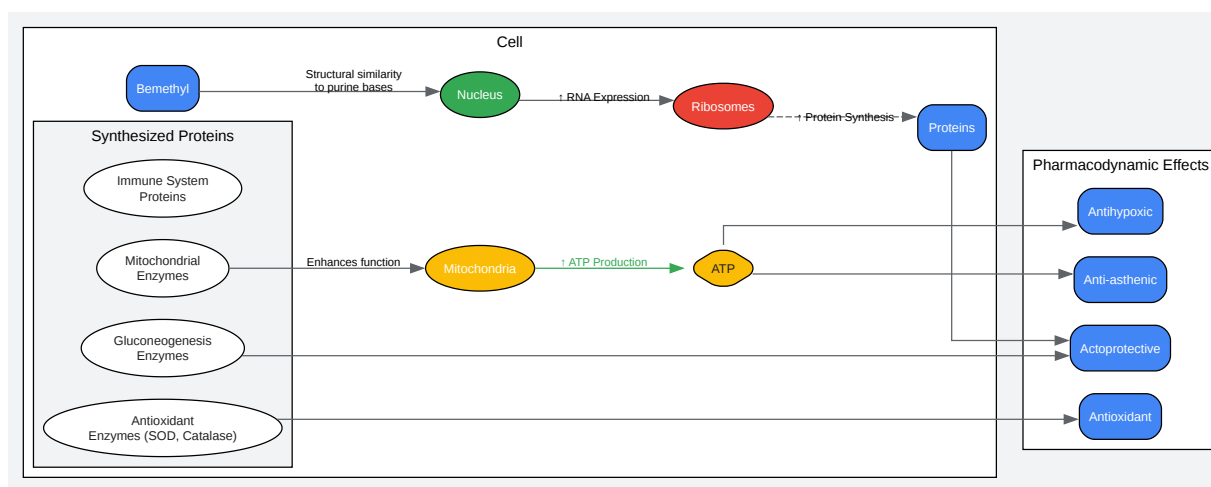 Cell
Bemethyl
Structural similarity
to purine bases
Nucleus
↑ RNA Expression
Ribosomes
↑ Protein Synthesis
Proteins
Synthesized Proteins
Immune System
Proteins
Mitochondrial
Enzymes
Enhances function
Mitochondria
↑ ATP Production
ATP
Gluconeogenesis
Enzymes
Antioxidant
Enzymes (SOD, Catalase)
Pharmacodynamic Effects
Antihypoxic
Anti-asthenic
Actoprotective
Antioxidant